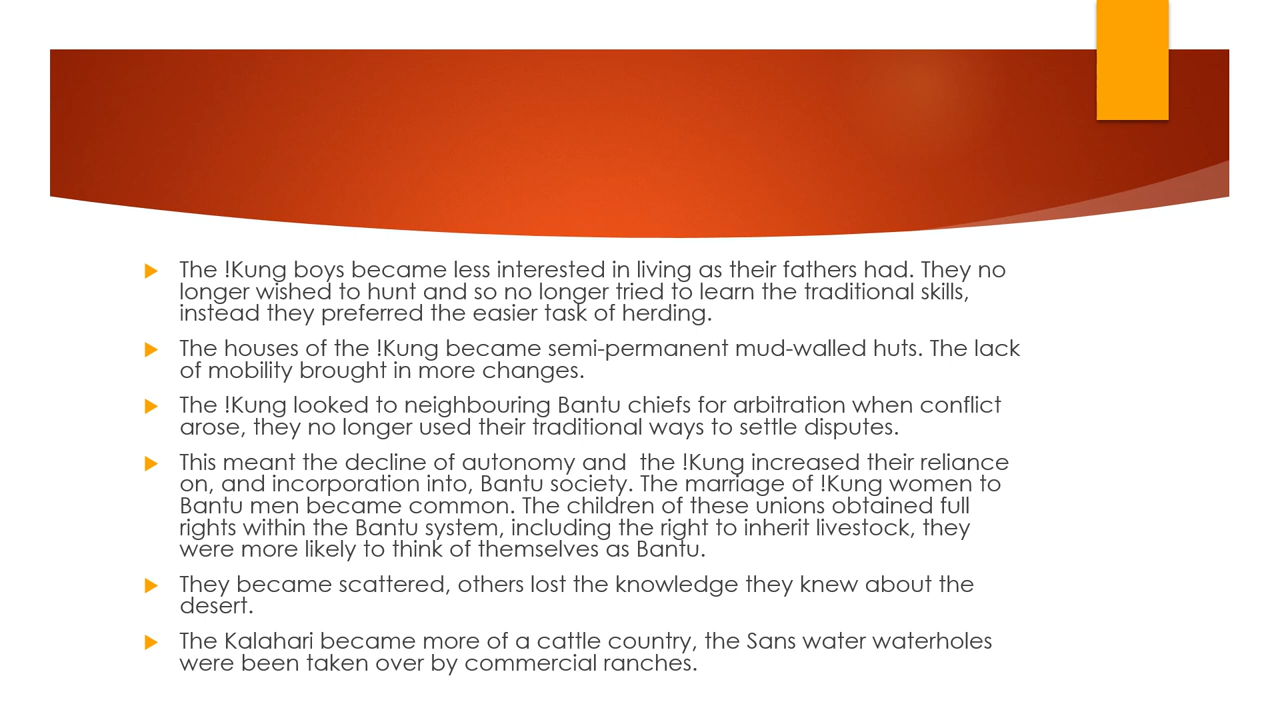 The !Kung boys became less interested in living as their fathers had. They no
longer wished to hunt and so no longer tried to learn the traditional skills,
instead they preferred the easier task of herding.
The houses of the !Kung became semi-permanent mud-walled huts. The lack
of mobility brought in more changes.
The !Kung looked to neighbouring Bantu chiefs for arbitration when conflict
arose, they no longer used their traditional ways to settle disputes.
This meant the decline of autonomy and  the !Kung increased their reliance
on, and incorporation into, Bantu society. The marriage of !Kung women to
Bantu men became common. The children of these unions obtained full
rights within the Bantu system, including the right to inherit livestock, they
were more likely to think of themselves as Bantu.
They became scattered, others lost the knowledge they knew about the
desert.
The Kalahari became more of a cattle country, the Sans water waterholes
were been taken over by commercial ranches.